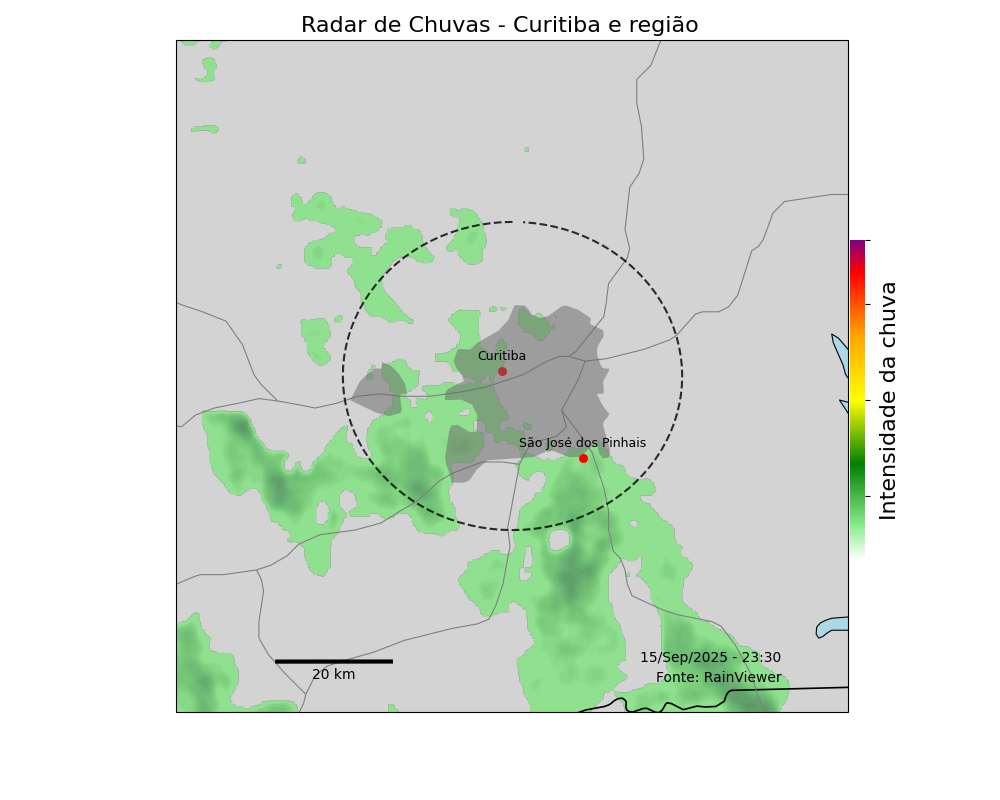 Radar de Chuvas - Curitiba e região
Curitiba
São José dos Pinhais
Intensidade da chuva
15/Sep/2025 - 23:30
Fonte: RainViewer
20 km